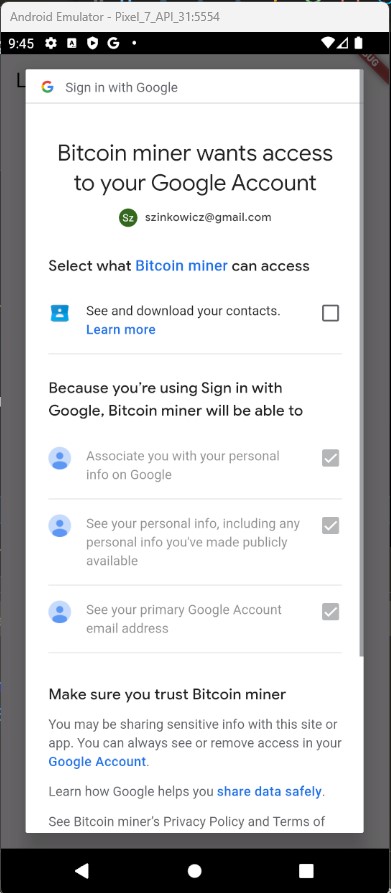 Android Emulator - Pixel_7_API_31:5554
9:45
L
Sign in with Google
Bitcoin miner wants access
to your Google Account
Sz szinkowicz@gmail.com
Select what Bitcoin miner can access
See and download your contacts.
Learn more
Because you're using Sign in with
Google, Bitcoin miner will be able to
Associate you with your personal
info on Google
See your personal info, including any
personal info you've made publicly
available
See your primary Google Account
email address
Make sure you trust Bitcoin miner
You may be sharing sensitive info with this site or
app. You can always see or remove access in your
Google Account.
Learn how Google helps you share data safely.
See Bitcoin miner's Privacy Policy and Terms of